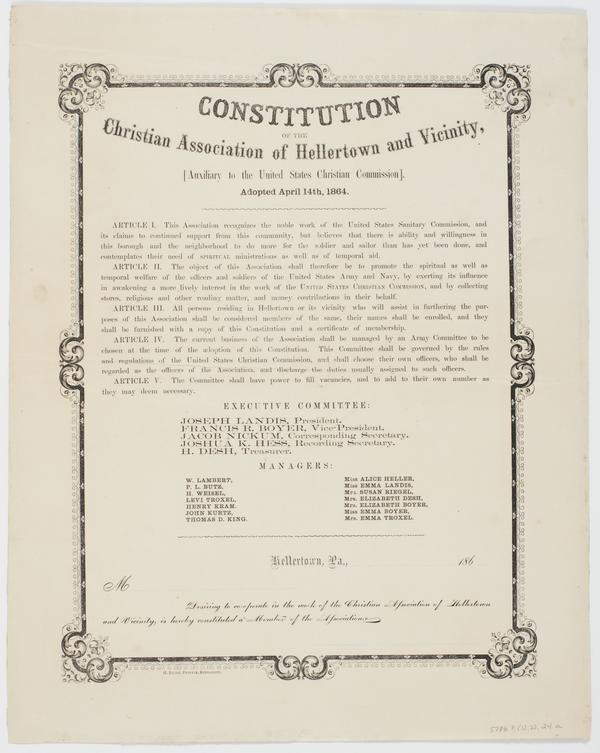 CONSTITUTION
OF THE
Christian Association of Hellertown and Vicinity,
[Auxiliary to the United States Christian Commission].
Adopted April 14th, 1864.
ARTICLE I. This Association recognizes the noble work of the United States Sanitary Commission, and
its claims to continued support from this community, but believes that there is ability and willingness in
this borough and the neighborhood to do more for the soldier and sailor than has yet been done, and
contemplates their need of SPIRITUAL ministrations as well as of temporal aid.
ARTICLE II. The object of this Association shall therefore be to promote the spiritual as well as
temporal welfare of the officers and soldiers of the United States Army and Navy, by exerting its influence
in awakening a more lively interest in the work of the UNITED STATES CHRISTIAN COMMISSION, and by collecting
stores, religious and other reading matter, and money contributions in their behalf.
ARTICLE III. All persons residing in Hellertown or its vicinity who will assist in furthering the pur-
poses of this Association shall be considered members of the same, their names shall be enrolled, and they
shall be furnished with a copy of this Constitution and a certificate of membership.
ARTICLE IV. The current business of the Association shall be managed by an Army Committee to be
chosen at the time of the adoption of this Constitution. This Committee shall be governed by the rules
and regulations of the United States Christian Commission, and shall choose their own officers, who shall be
regarded as the officers of the Association, and discharge the duties usually assigned to such officers.
ARTICLE V. The Committee shall have power to fill vacancies, and to add to their own number as
they may deem necessary.
EXECUTIVE COMMITTEE:
JOSEPH LANDIS, President.
FRANCIS R. BOYER, Vice-President.
JACOB NICKUM, Corresponding Secretary.
JOSHUA K. HESS, Recording Secretary.
H. DESH, Treasurer.
MANAGERS:
W. LAMBERT,
P. L. BUTZ,
H. WEISEL,
LEVI TROXEL,
HENRY KRAM,
JOHN KURTZ,
THOMAS D. KING.
Miss ALICE HELLER,
Miss EMMA LANDIS,
Mrs. SUSAN RIEGEL,
Mrs. ELIZABETH DESH,
Mrs. ELIZABETH BOYER,
Miss EMMA BOYER,
Mrs. EMMA TROXEL.
Hellertown, Pa., 186
M
Desiring to co-operate in the work of the Christian Association of Hellertown
and Vicinity, is hereby constituted a Member of the Association.